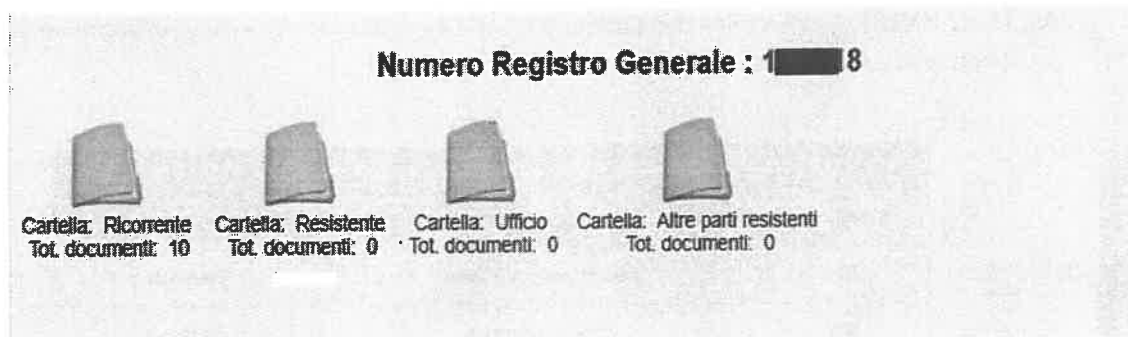 Numero Registro Generale : 1 8
Cartella: Ricorrente
Tot. documenti: 10
Cartella: Resistente
Tot. documenti: 0
Cartella: Ufficio
Tot. documenti: 0
Cartella: Altre parti resistenti
Tot. documenti: 0